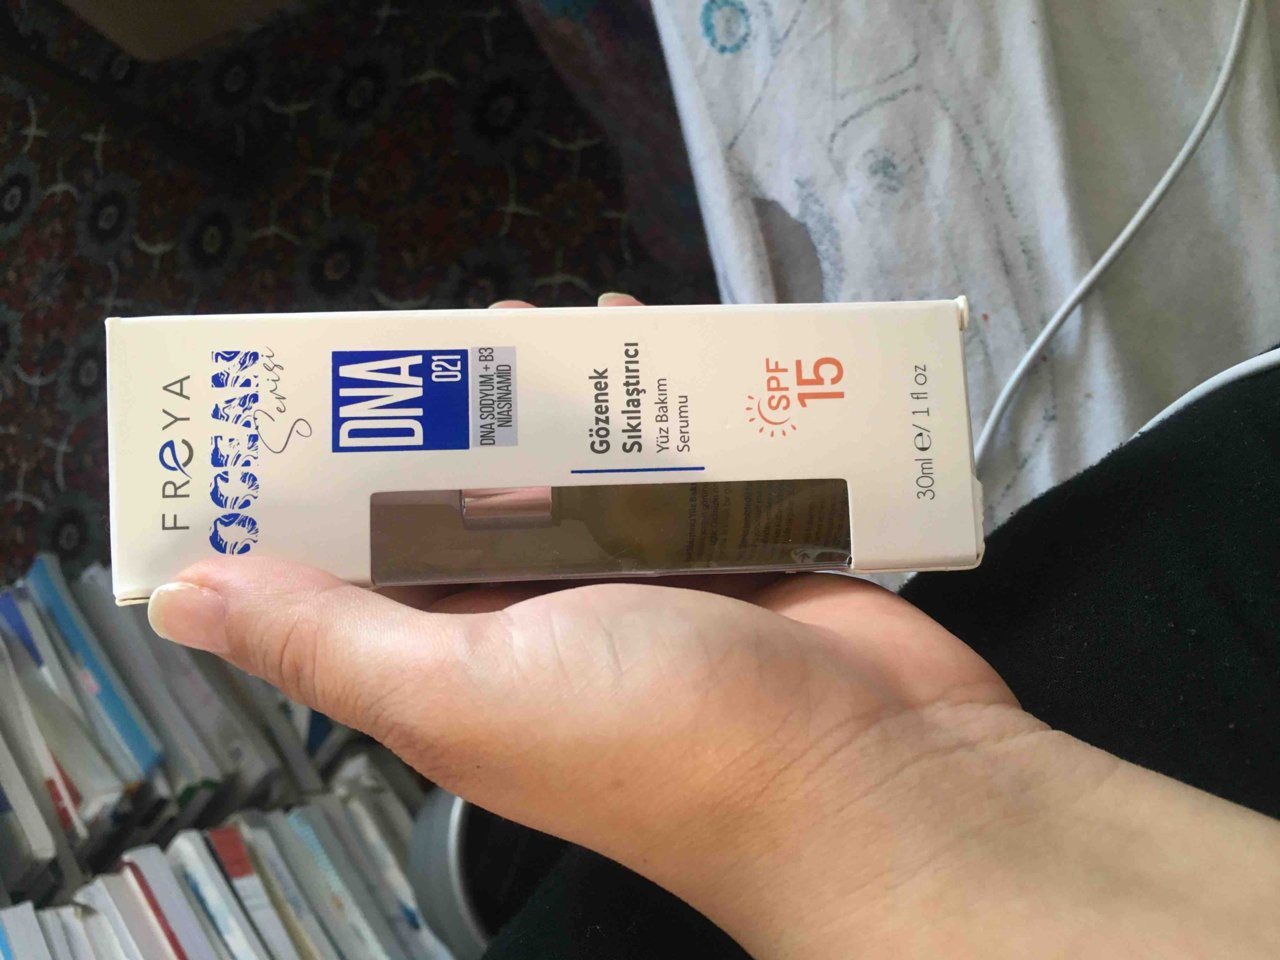 FREYA
OCEAN
Serisi
DNA
021
DNA SODYUM + B3
NİASİNAMİD
Gözenek
Sıkılaştırıcı
Yüz Bakım
Serumu
SPF
15
30ml e/ 1 fl oz